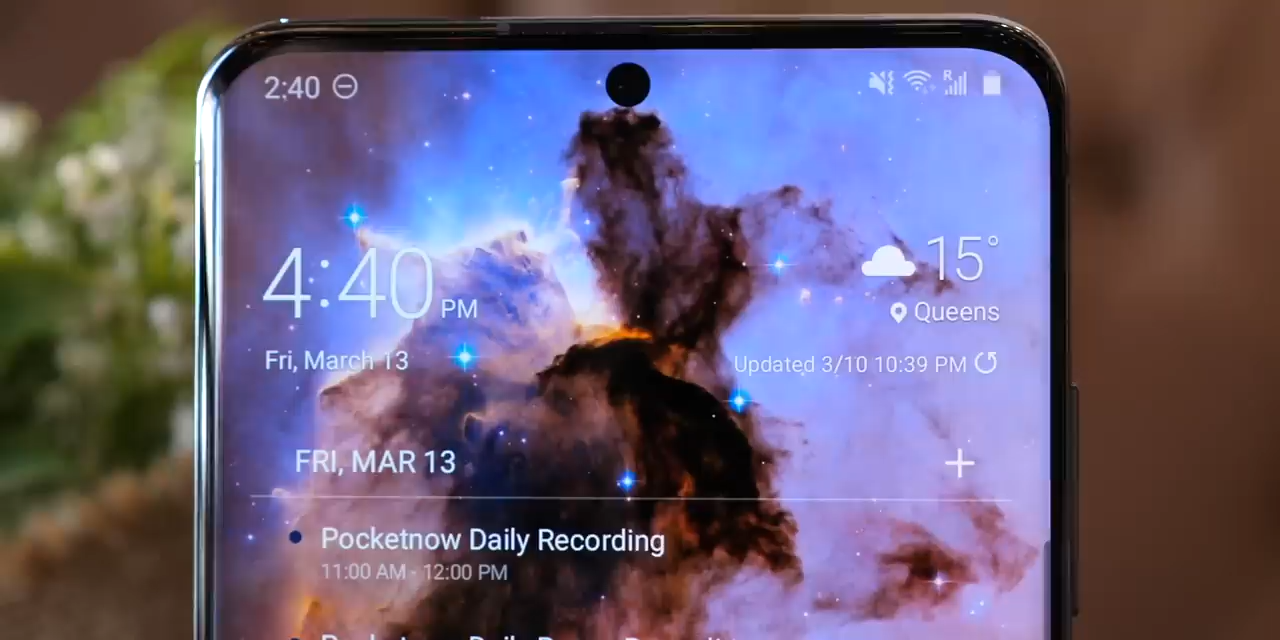 2:40
R
4:40 PM
15°
Queens
Fri, March 13
Updated 3/10 10:39 PM
FRI, MAR 13
+
Pocketnow Daily Recording
11:00 AM - 12:00 PM